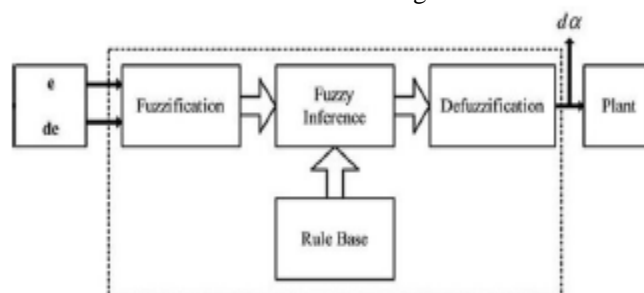 dα
e
de
Fuzzification
Fuzzy
Inference
Defuzzification
Plant
Rule Base